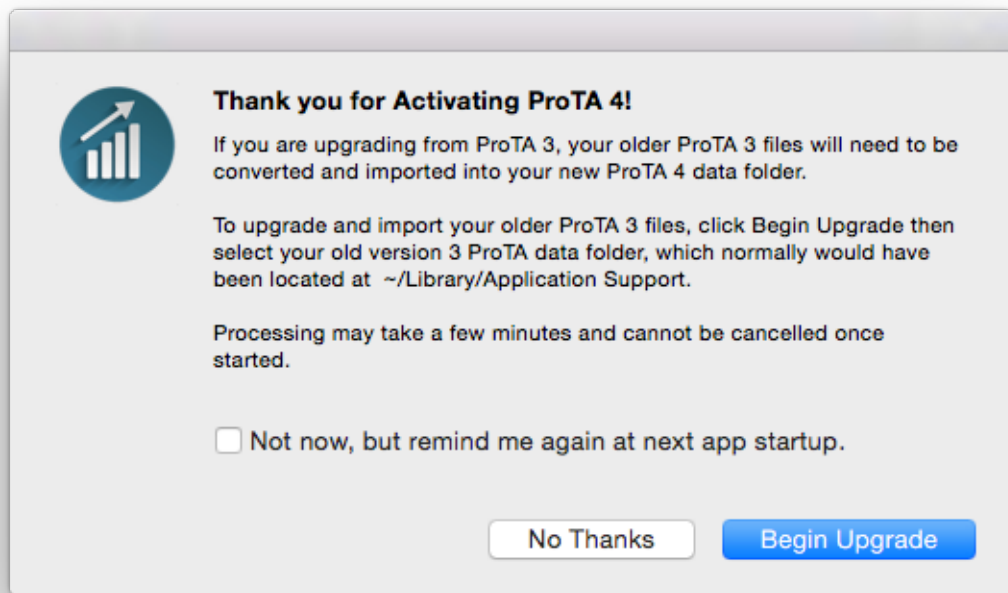 Thank you for Activating ProTA 4!
If you are upgrading from ProTA 3, your older ProTA 3 files will need to be
converted and imported into your new ProTA 4 data folder.
To upgrade and import your older ProTA 3 files, click Begin Upgrade then
select your old version 3 ProTA data folder, which normally would have
been located at  ~/Library/Application Support.
Processing may take a few minutes and cannot be cancelled once
started.
Not now, but remind me again at next app startup.
No Thanks
Begin Upgrade